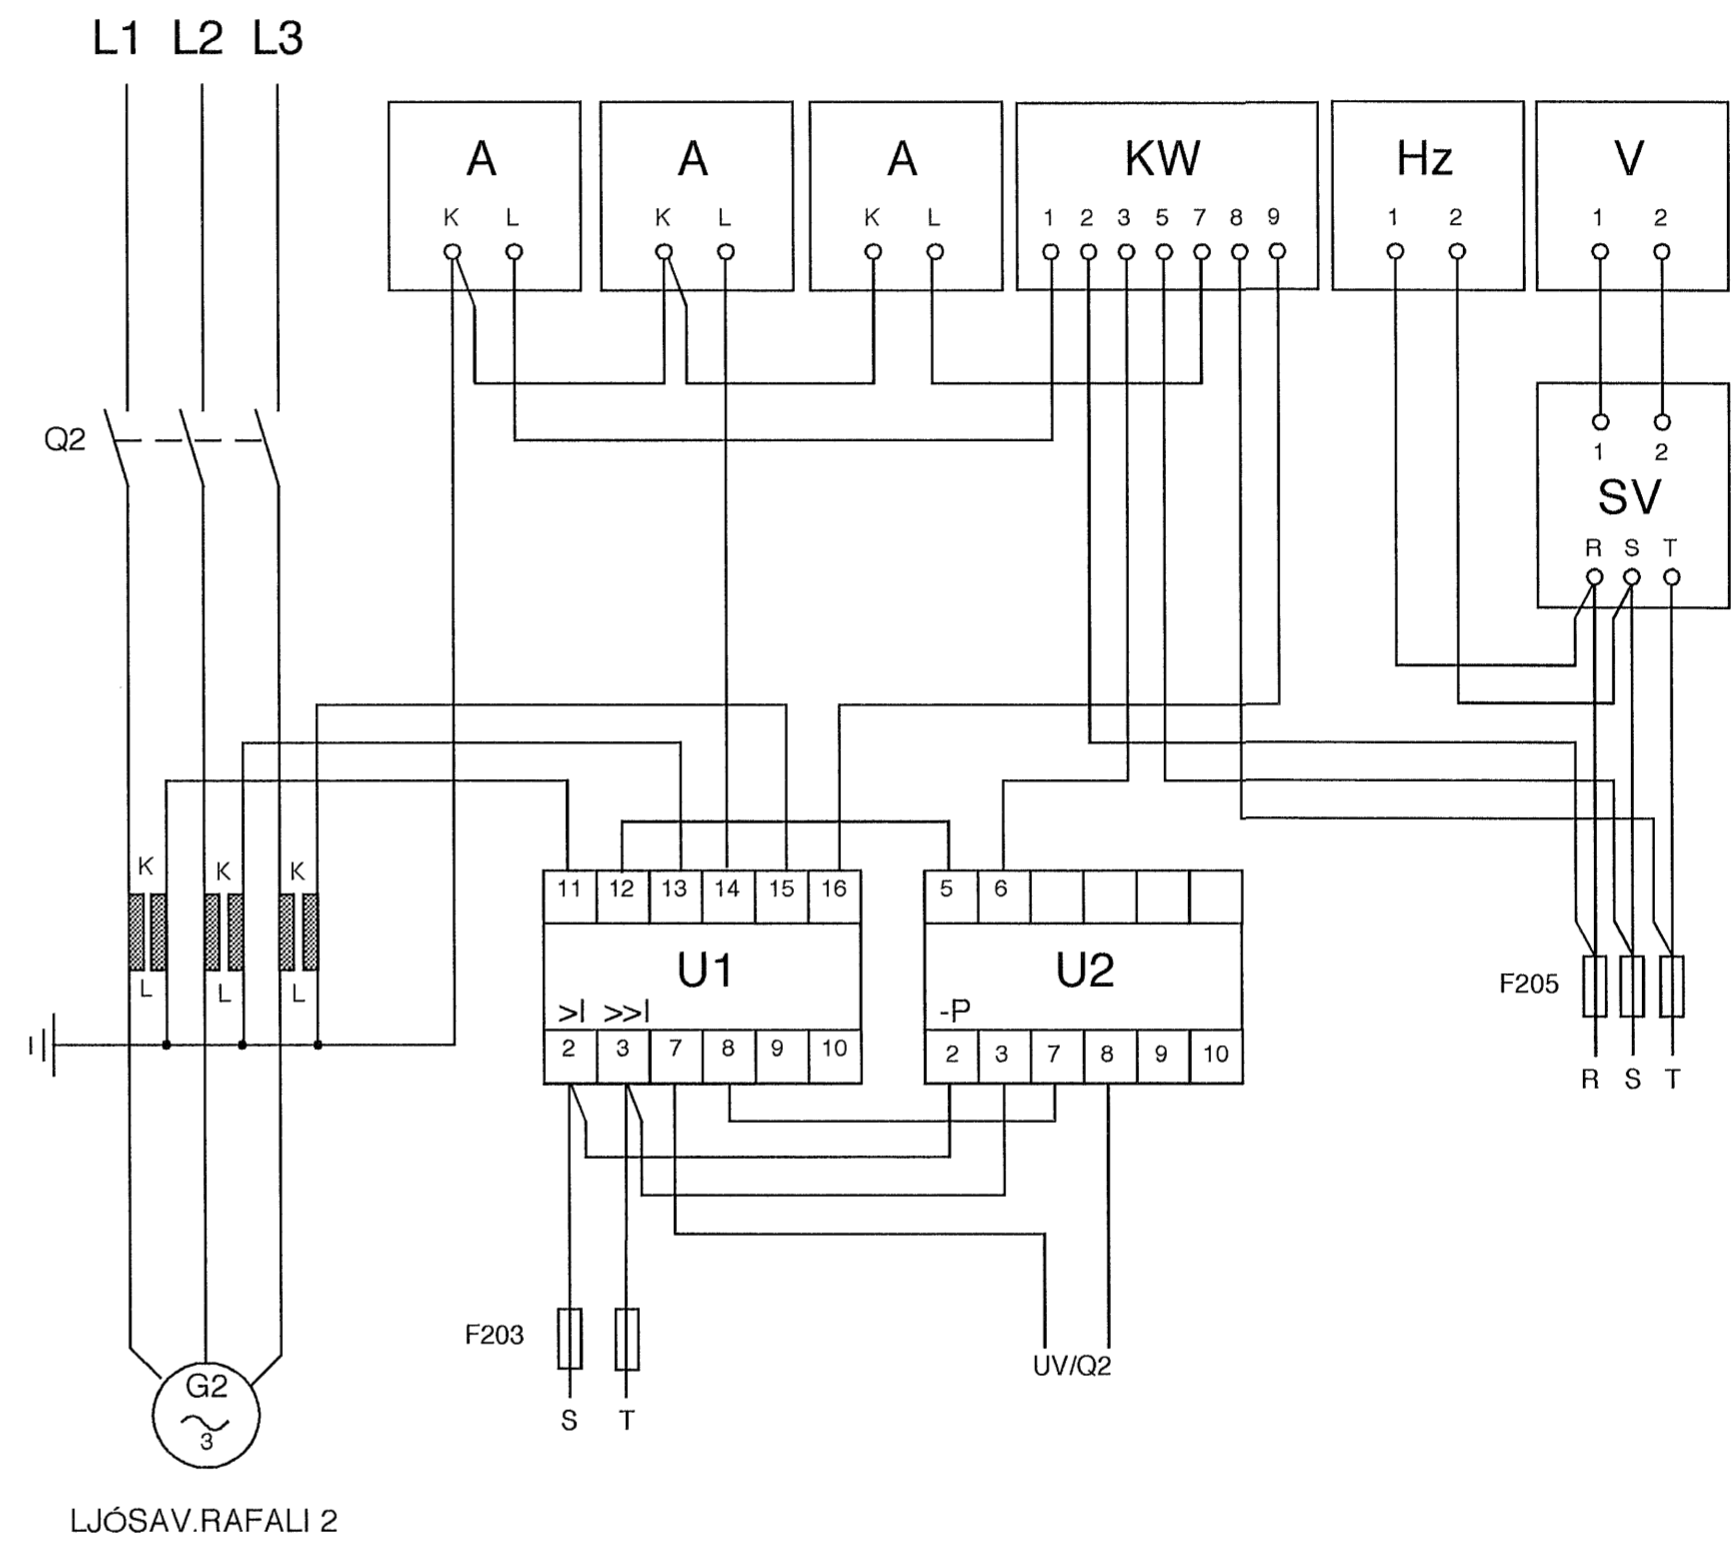 L1 L2 L3
A A A KW Hz V
K L K L K L 1 2 3 5 7 8 9 1 2 1 2
Q2
1 2
SV
R S T
K K K
L L L
11 12 13 14 15 16 5 6
U1 U2
>I >>I -P
2 3 7 8 9 10 2 3 7 8 9 10
F205
R S T
F203
S T
UV/Q2
G2
3
LJÓSAV.RAFALI 2